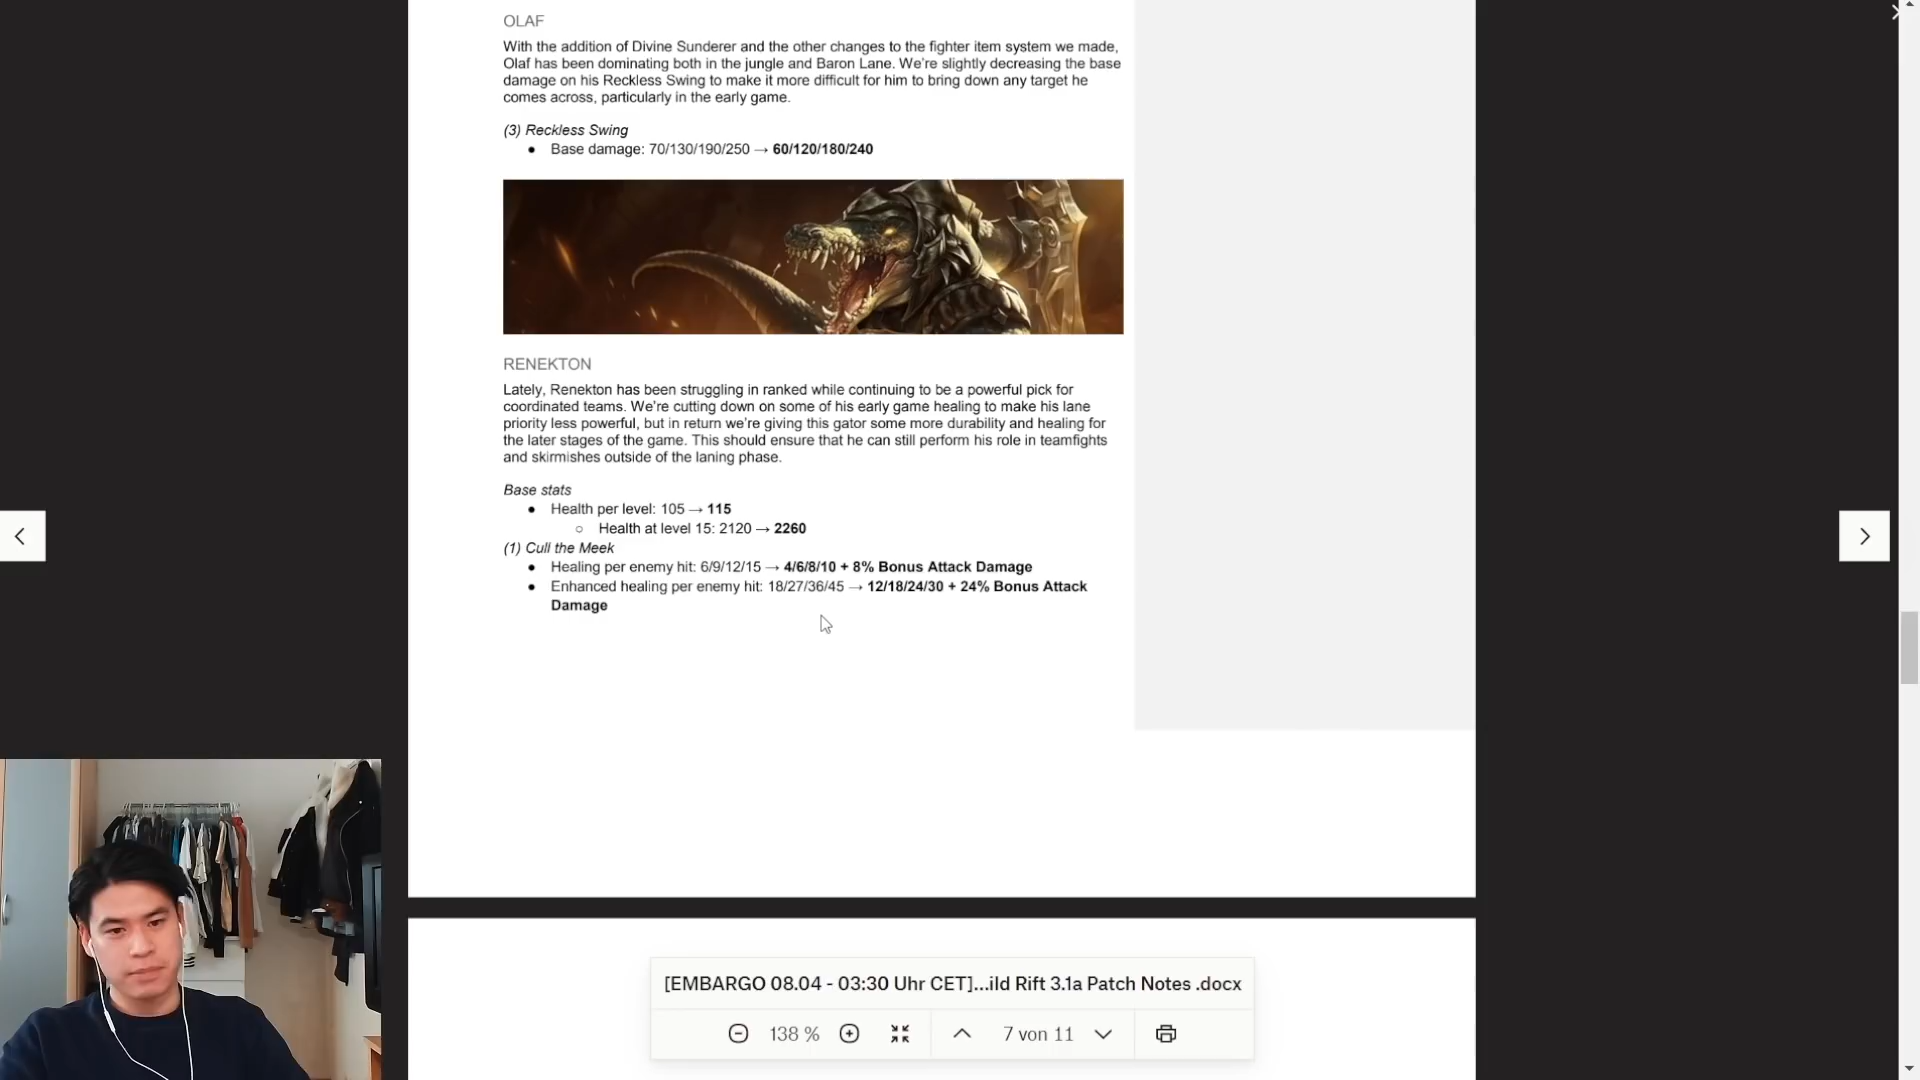 OLAF
With the addition of Divine Sunderer and the other changes to the fighter item system we made,
Olaf has been dominating both in the jungle and Baron Lane. We're slightly decreasing the base
damage on his Reckless Swing to make it more difficult for him to bring down any target he
comes across, particularly in the early game.
(3) Reckless Swing
● Base damage: 70/130/190/250 → 60/120/180/240
RENEKTON
Lately, Renekton has been struggling in ranked while continuing to be a powerful pick for
coordinated teams. We're cutting down on some of his early game healing to make his lane
priority less powerful, but in return we're giving this gator some more durability and healing for
the later stages of the game. This should ensure that he can still perform his role in teamfights
and skirmishes outside of the laning phase.
Base stats
● Health per level: 105 → 115
○ Health at level 15: 2120 → 2260
(1) Cull the Meek
● Healing per enemy hit: 6/9/12/15 → 4/6/8/10 + 8% Bonus Attack Damage
● Enhanced healing per enemy hit: 18/27/36/45 → 12/18/24/30 + 24% Bonus Attack
Damage
[EMBARGO 08.04 - 03:30 Uhr CET]...ild Rift 3.1a Patch Notes .docx
138 %
7 von 11